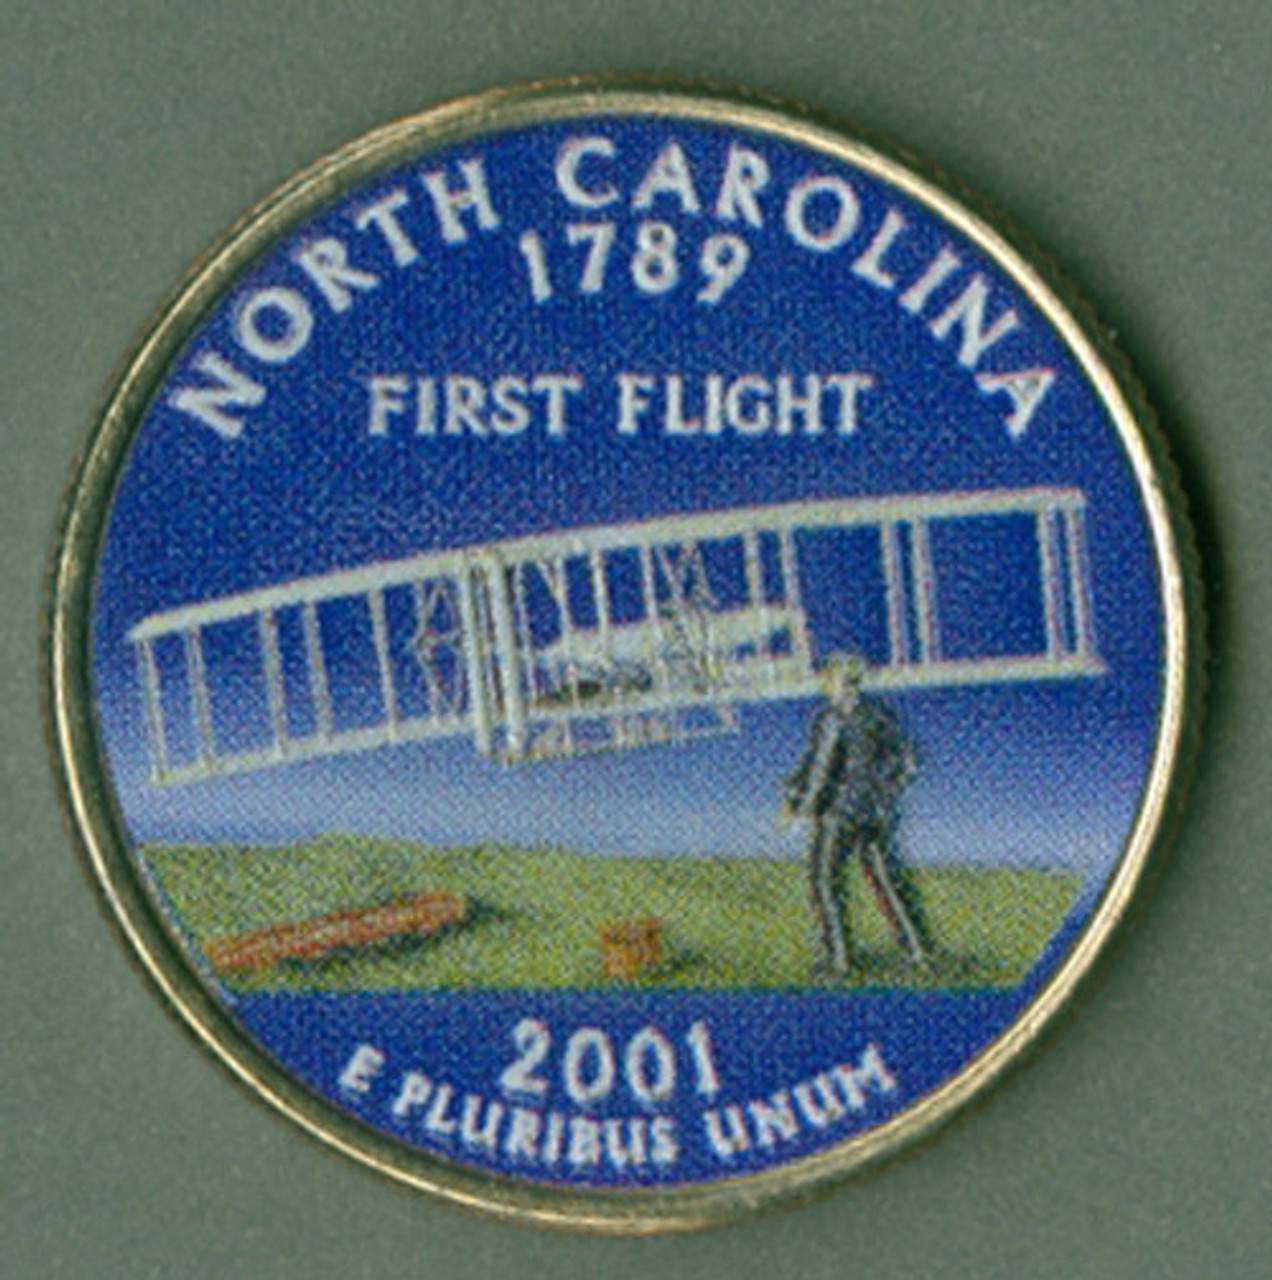 NORTH CAROLINA
1789
FIRST FLIGHT
2001
E PLURIBUS UNUM